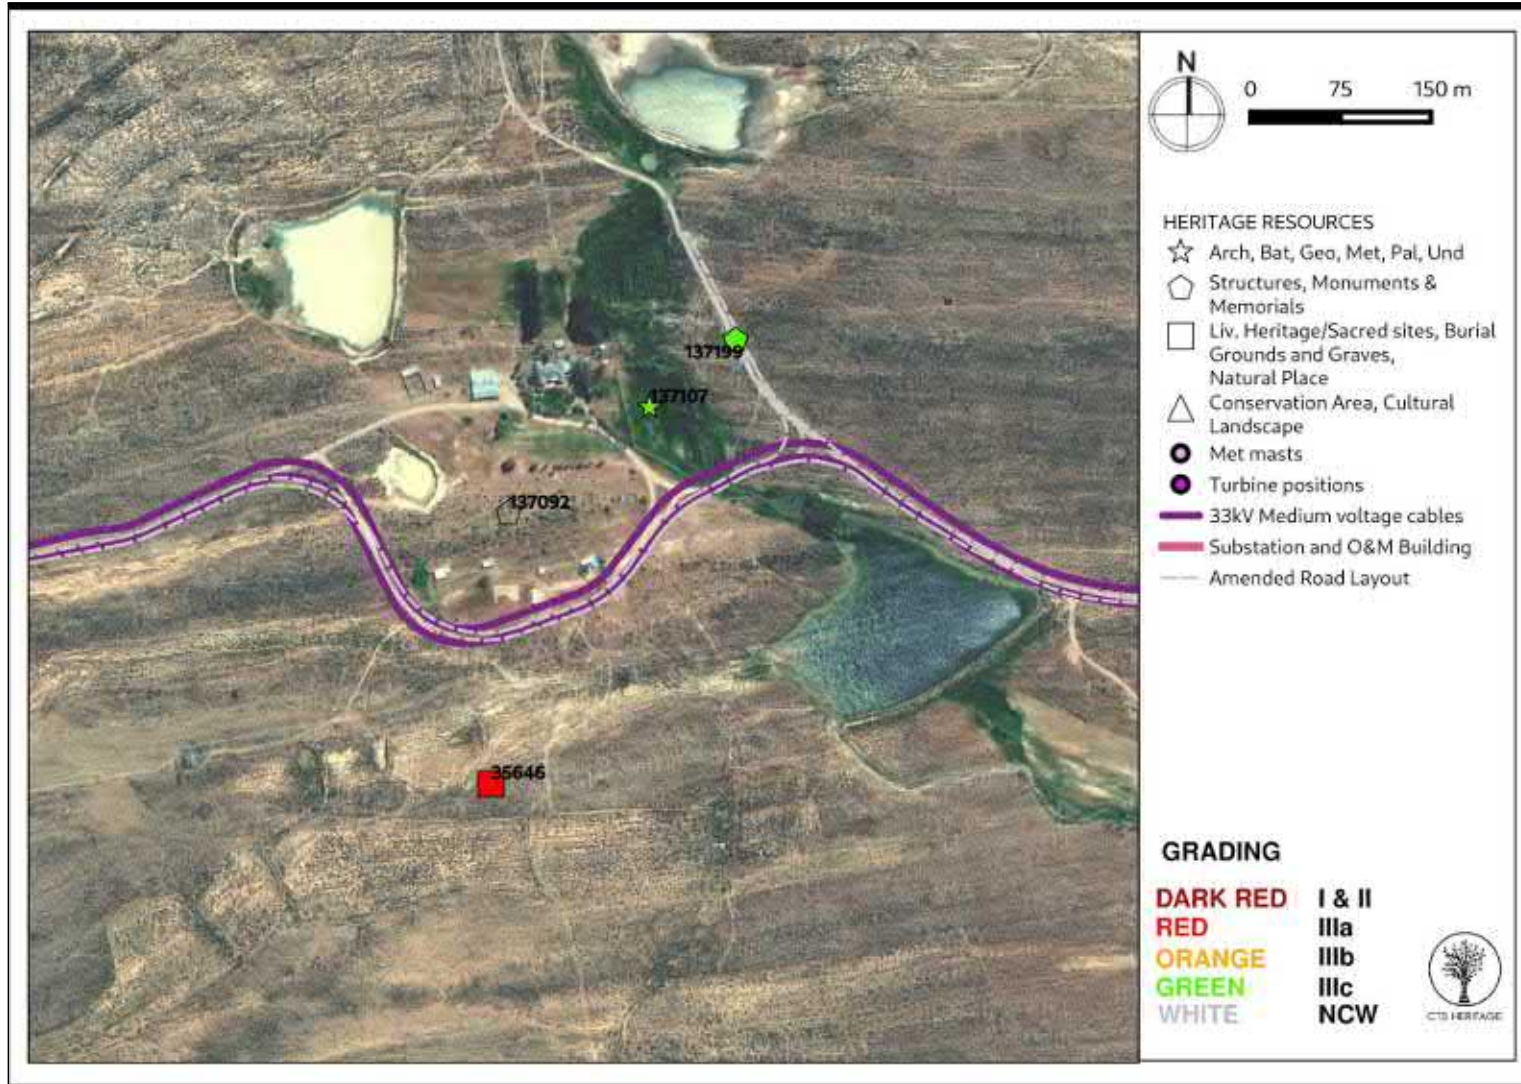 N
0 75 150 m
HERITAGE RESOURCES
Arch, Bat, Geo, Met, Pal, Und
Structures, Monuments &
Memorials
Liv. Heritage/Sacred sites, Burial
Grounds and Graves,
Natural Place
Conservation Area, Cultural
Landscape
Met masts
Turbine positions
33kV Medium voltage cables
Substation and O&M Building
Amended Road Layout
137199
137107
137092
35646
GRADING
DARK RED I & II
RED IIIa
ORANGE IIIb
GREEN IIIc
WHITE NCW
CTS HERITAGE